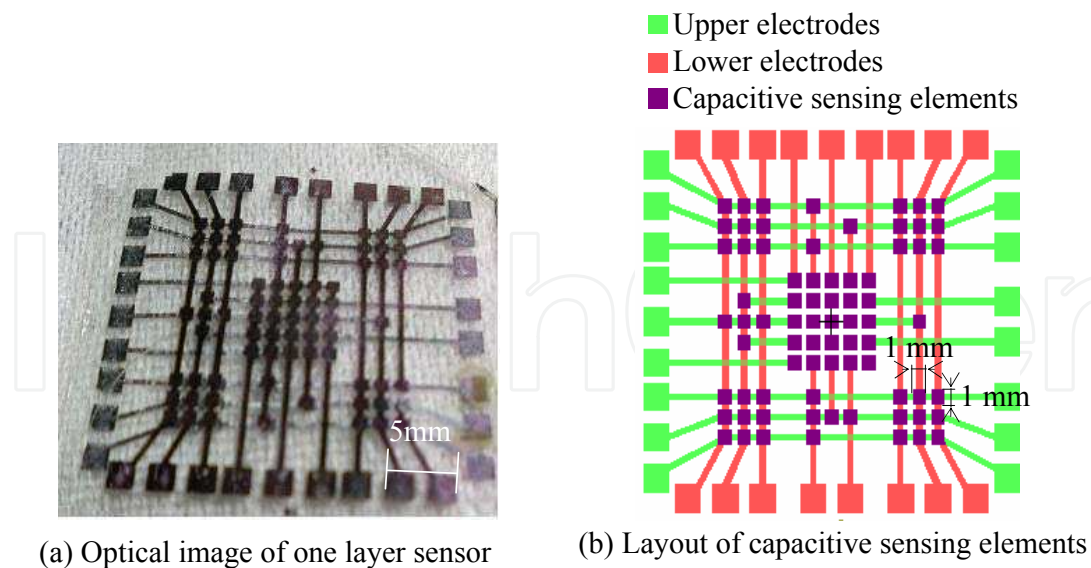 Upper electrodes
Lower electrodes
Capacitive sensing elements
1 mm
1 mm
5mm
(a) Optical image of one layer sensor
(b) Layout of capacitive sensing elements